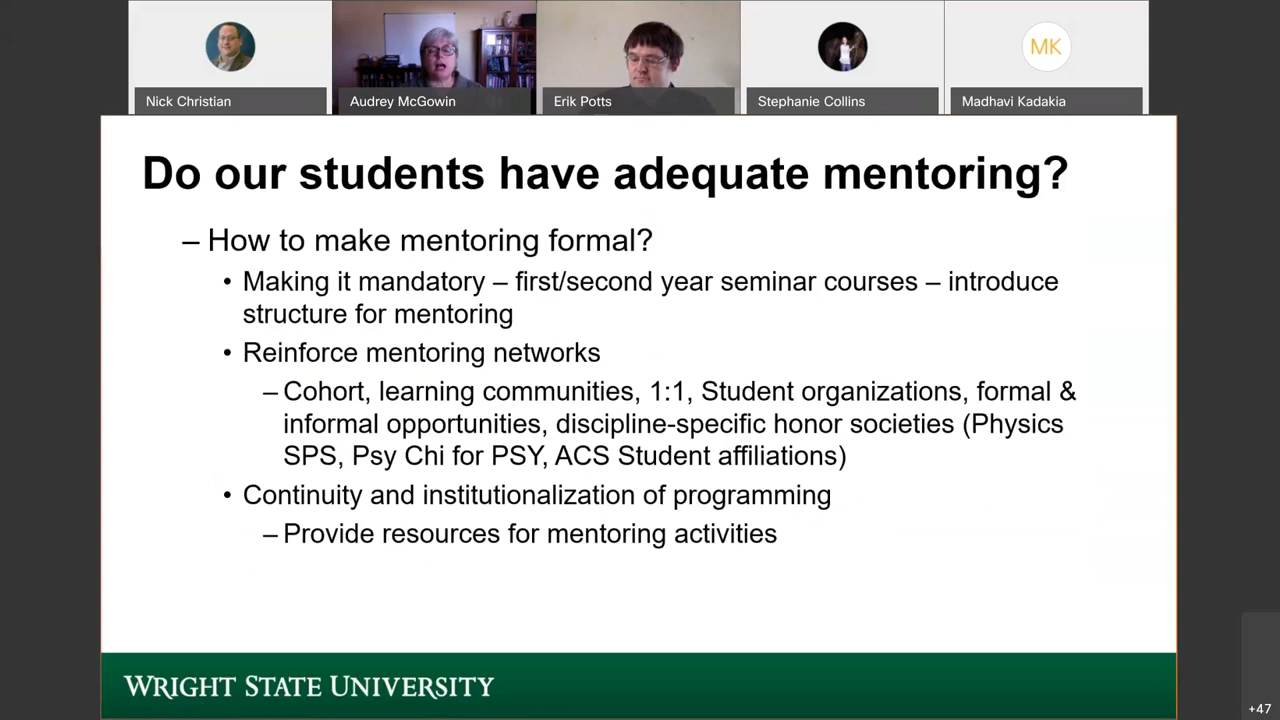 MK
Nick Christian
Audrey McGowin
Erik Potts
Stephanie Collins
Madhavi Kadakia
Do our students have adequate mentoring?
– How to make mentoring formal?
• Making it mandatory – first/second year seminar courses – introduce
structure for mentoring
• Reinforce mentoring networks
– Cohort, learning communities, 1:1, Student organizations, formal &
informal opportunities, discipline-specific honor societies (Physics
SPS, Psy Chi for PSY, ACS Student affiliations)
• Continuity and institutionalization of programming
– Provide resources for mentoring activities
WRIGHT STATE UNIVERSITY
+47